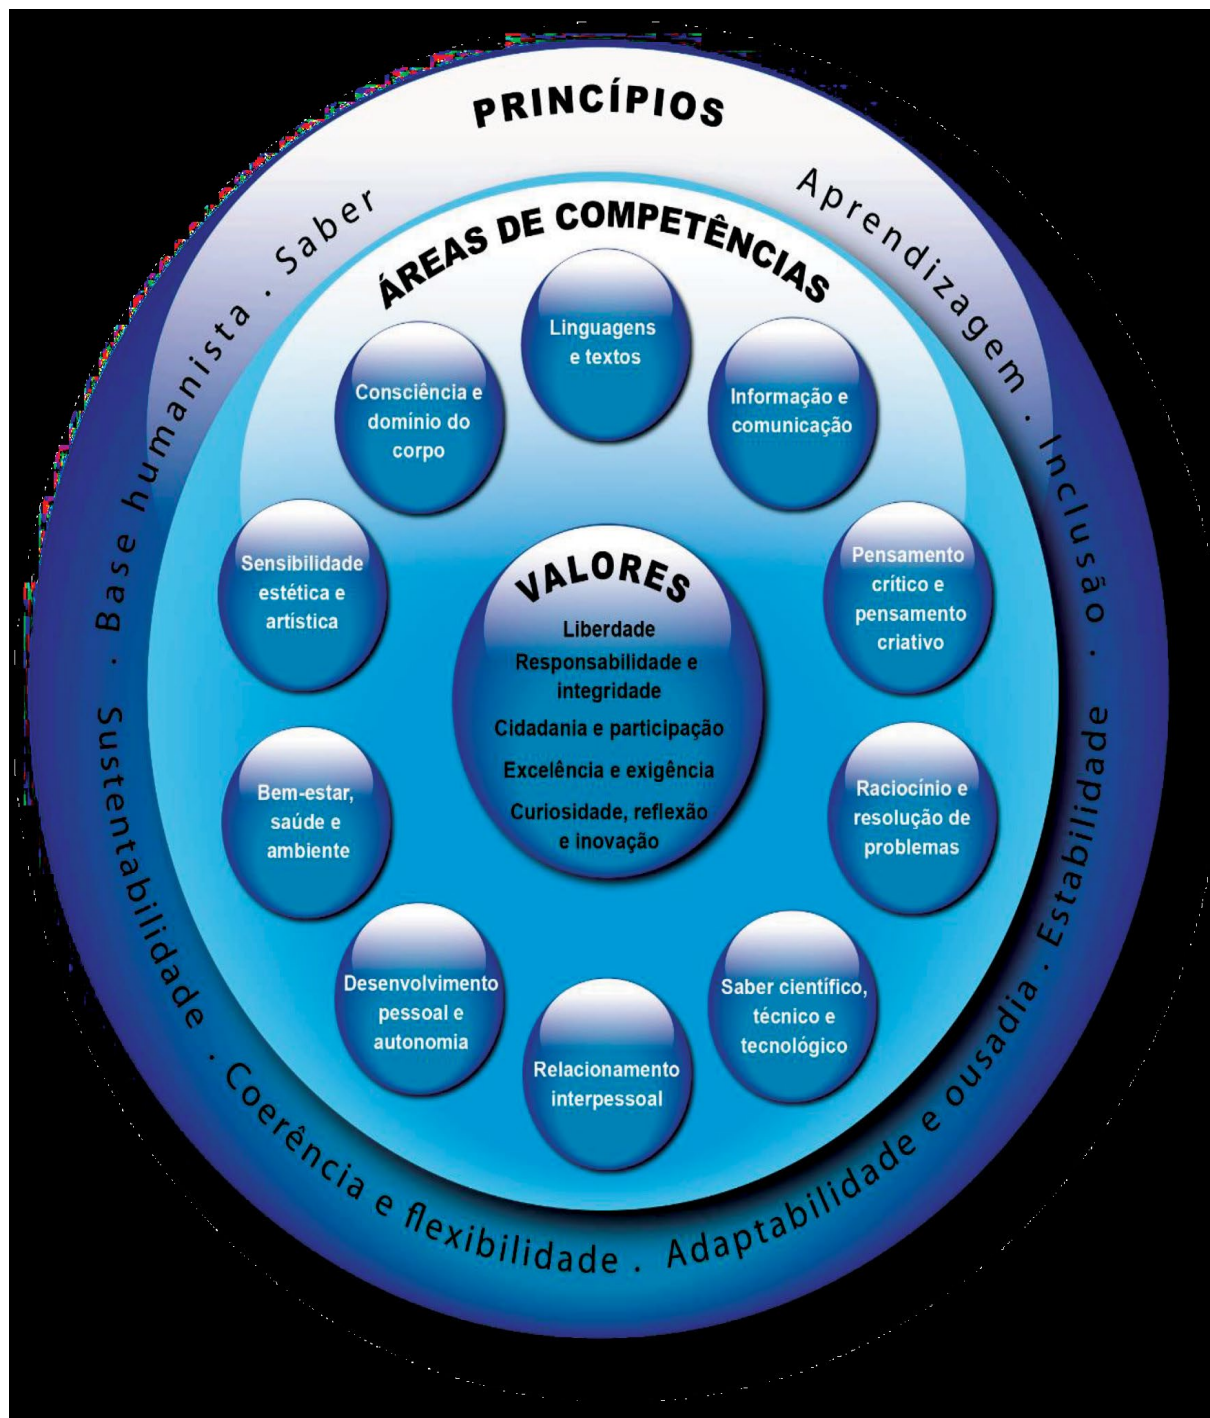 PRINCÍPIOS
Base humanista . Saber
Aprendizagem . Inclusão .
ÁREAS DE COMPETÊNCIAS
Linguagens
e textos
Consciência e
domínio do
corpo
Informação e
comunicação
Sensibilidade
estética e
artística
Pensamento
crítico e
pensamento
criativo
VALORES
Liberdade
Responsabilidade e
integridade
Cidadania e participação
Excelência e exigência
Curiosidade, reflexão
e inovação
Bem-estar,
saúde e
ambiente
Raciocínio e
resolução de
problemas
Desenvolvimento
pessoal e
autonomia
Saber científico,
técnico e
tecnológico
Relacionamento
interpessoal
. Sustentabilidade . Coerência e flexibilidade . Adaptabilidade e ousadia . Estabilidade